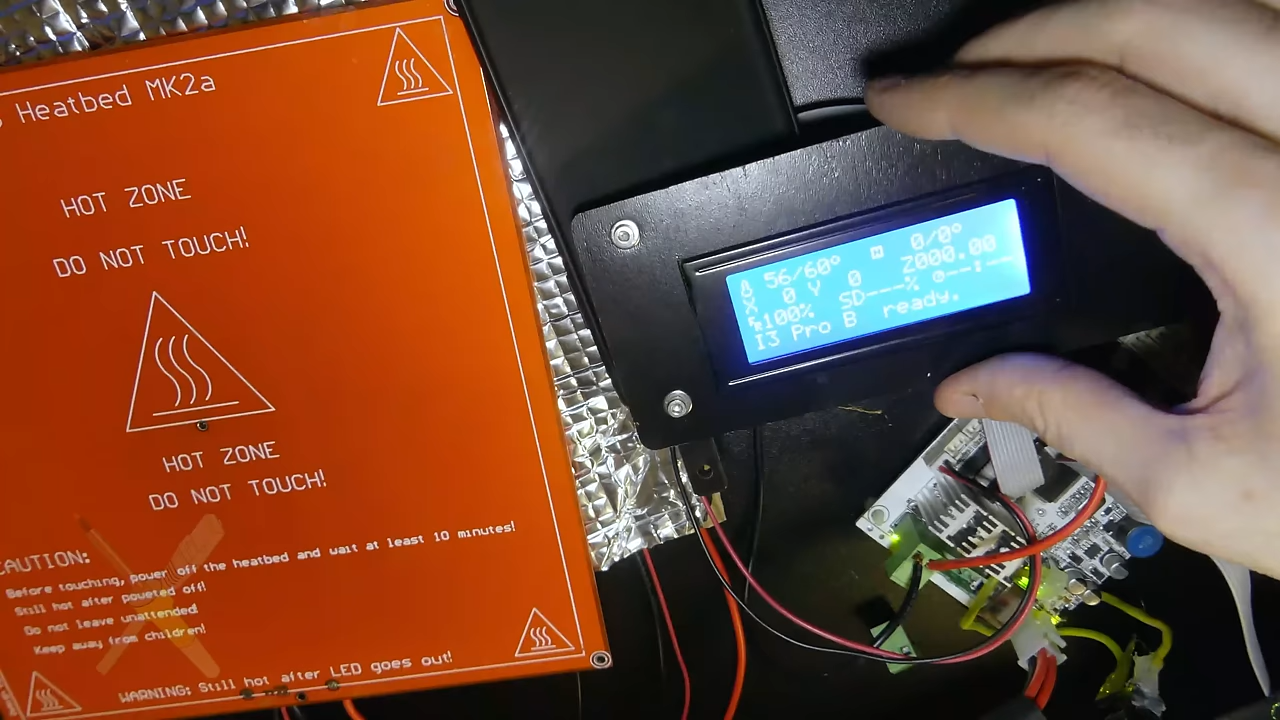 Heatbed MK2a
HOT ZONE
DO NOT TOUCH!
HOT ZONE
DO NOT TOUCH!
CAUTION:
Before touching, power off the heatbed and wait at least 10 minutes!
Still hot after poweted off!
Do not leave unattended!
Keep away from children!
WARNING: Still hot after LED goes out!
56/60° 0/0°
X 0 Y 0 Z000.00
100% SD---% --:--
I3 Pro B ready.